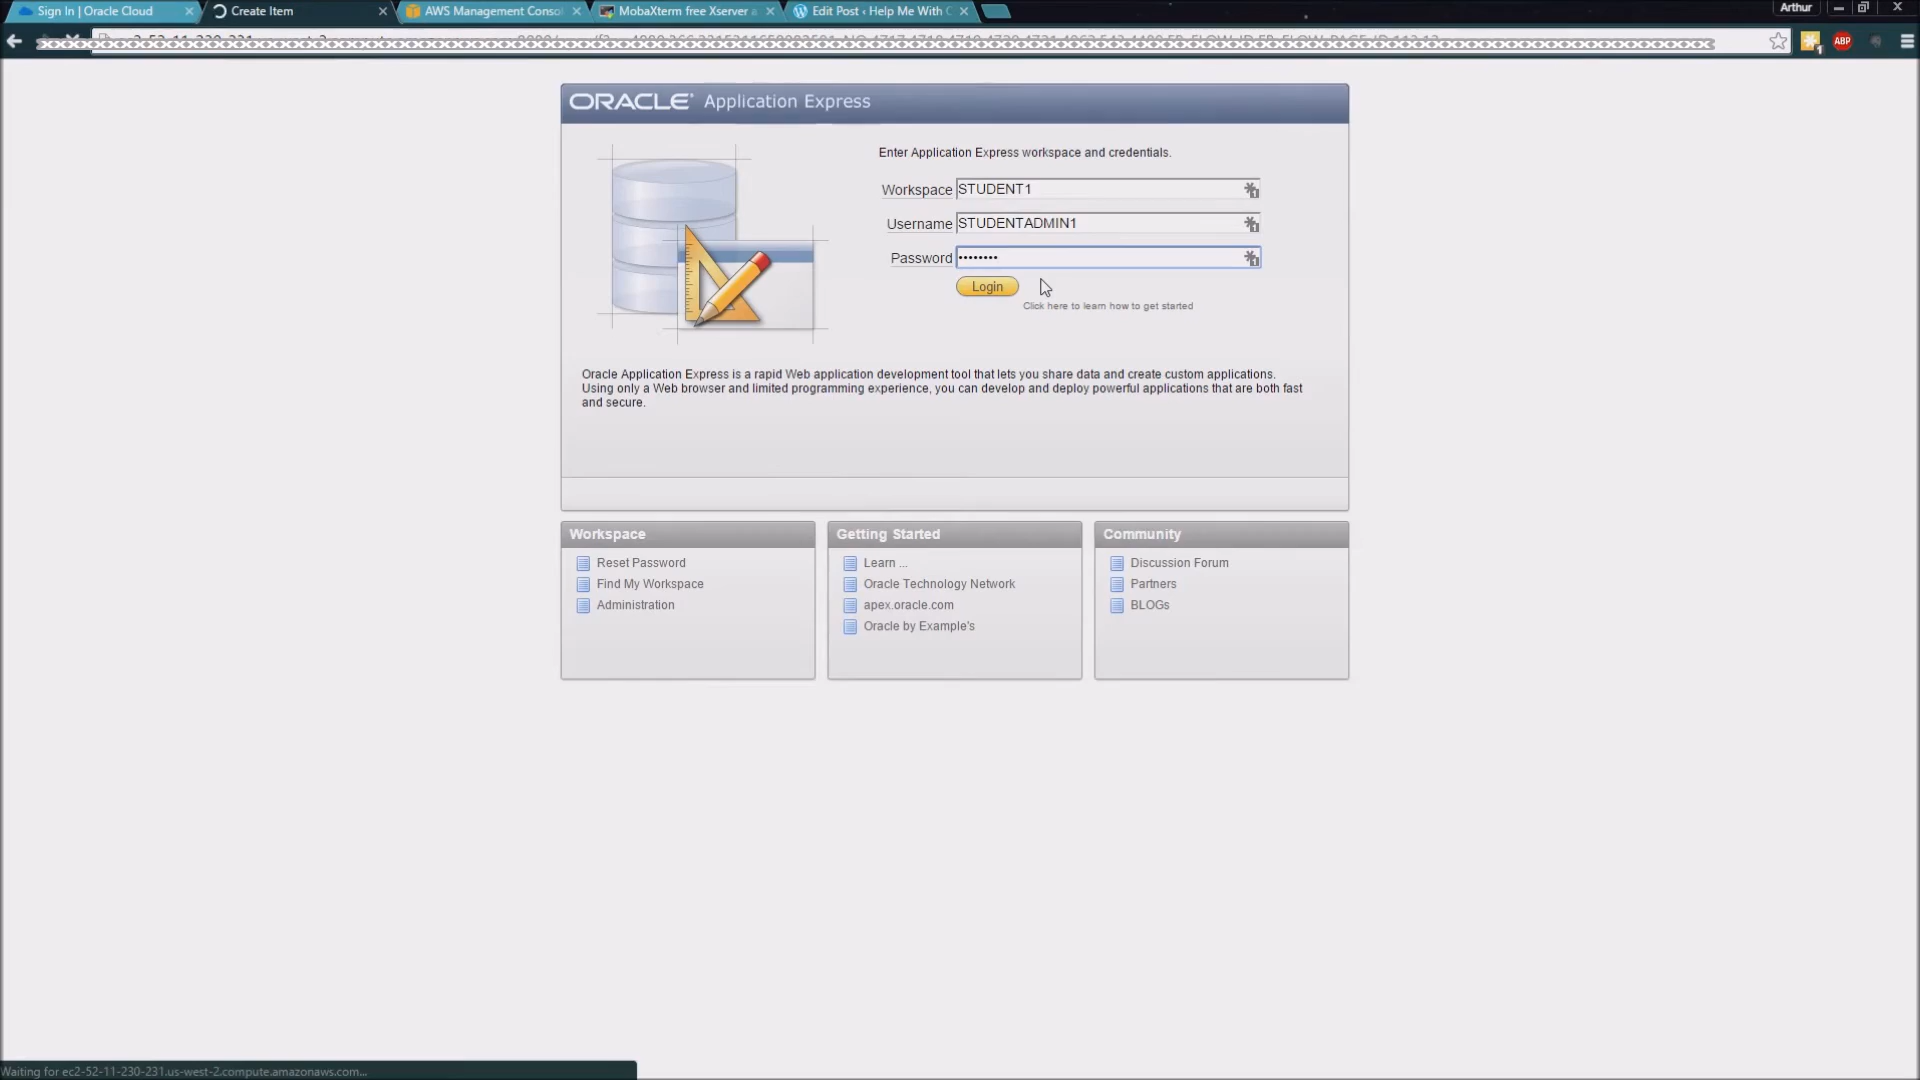 Sign In | Oracle Cloud
Create Item
AWS Management Conso
MobaXterm free Xserver a
Edit Post ‹ Help Me With O
Arthur
ABP
ORACLE® Application Express
Enter Application Express workspace and credentials.
Workspace STUDENT1
Username STUDENTADMIN1
Password ••••••••
Login
Click here to learn how to get started
Oracle Application Express is a rapid Web application development tool that lets you share data and create custom applications.
Using only a Web browser and limited programming experience, you can develop and deploy powerful applications that are both fast
and secure.
Workspace
Reset Password
Find My Workspace
Administration
Getting Started
Learn ...
Oracle Technology Network
apex.oracle.com
Oracle by Example's
Community
Discussion Forum
Partners
BLOGs
Waiting for ec2-52-11-230-231.us-west-2.compute.amazonaws.com...